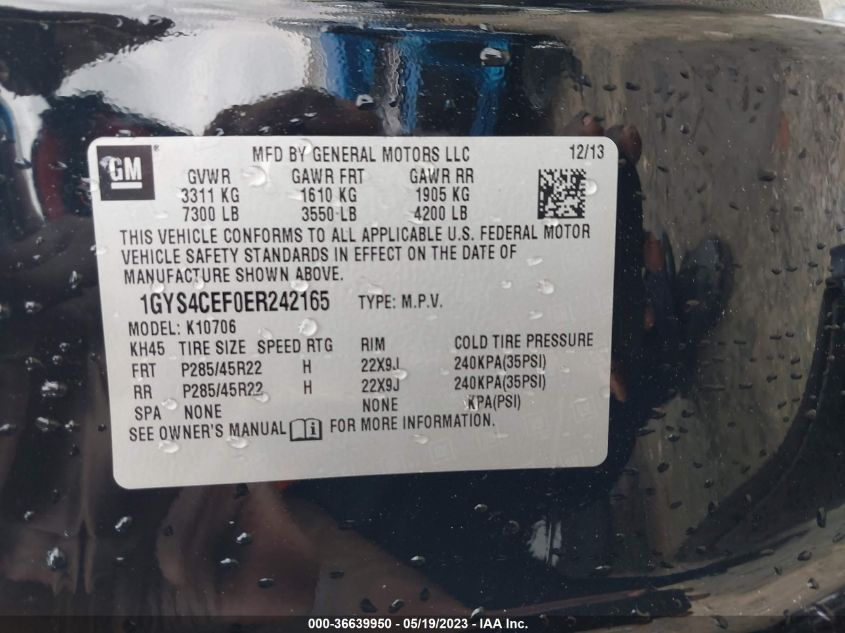 GM ® MFD BY GENERAL MOTORS LLC 12/13
GVWR GAWR FRT GAWR RR
3311 KG 1610 KG 1905 KG
7300 LB 3550 LB 4200 LB
THIS VEHICLE CONFORMS TO ALL APPLICABLE U.S. FEDERAL MOTOR
VEHICLE SAFETY STANDARDS IN EFFECT ON THE DATE OF
MANUFACTURE SHOWN ABOVE.
1GYS4CEF0ER242165 TYPE: M.P.V.
MODEL: K10706
KH45 TIRE SIZE SPEED RTG RIM COLD TIRE PRESSURE
FRT P285/45R22 H 22X9J 240KPA(35PSI)
RR P285/45R22 H 22X9J 240KPA(35PSI)
SPA NONE NONE KPA(PSI)
SEE OWNER'S MANUAL i FOR MORE INFORMATION.
000-36639950 - 05/19/2023 - IAA Inc.